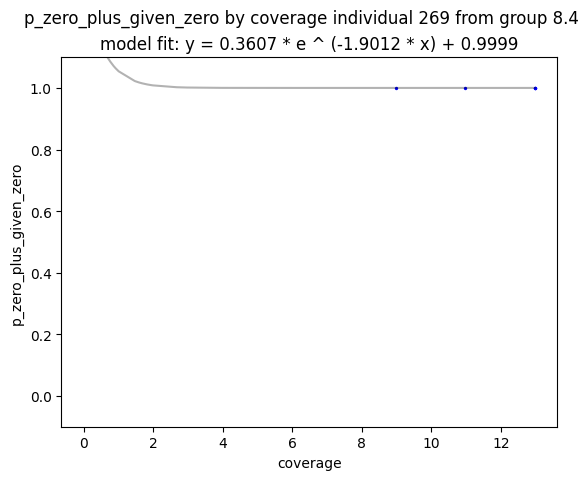 p_zero_plus_given_zero by coverage individual 269 from group 8.4
model fit: y = 0.3607 * e ^ (-1.9012 * x) + 0.9999
1.0
0.8
0.6
0.4
0.2
0.0
p_zero_plus_given_zero
0 2 4 6 8 10 12
coverage